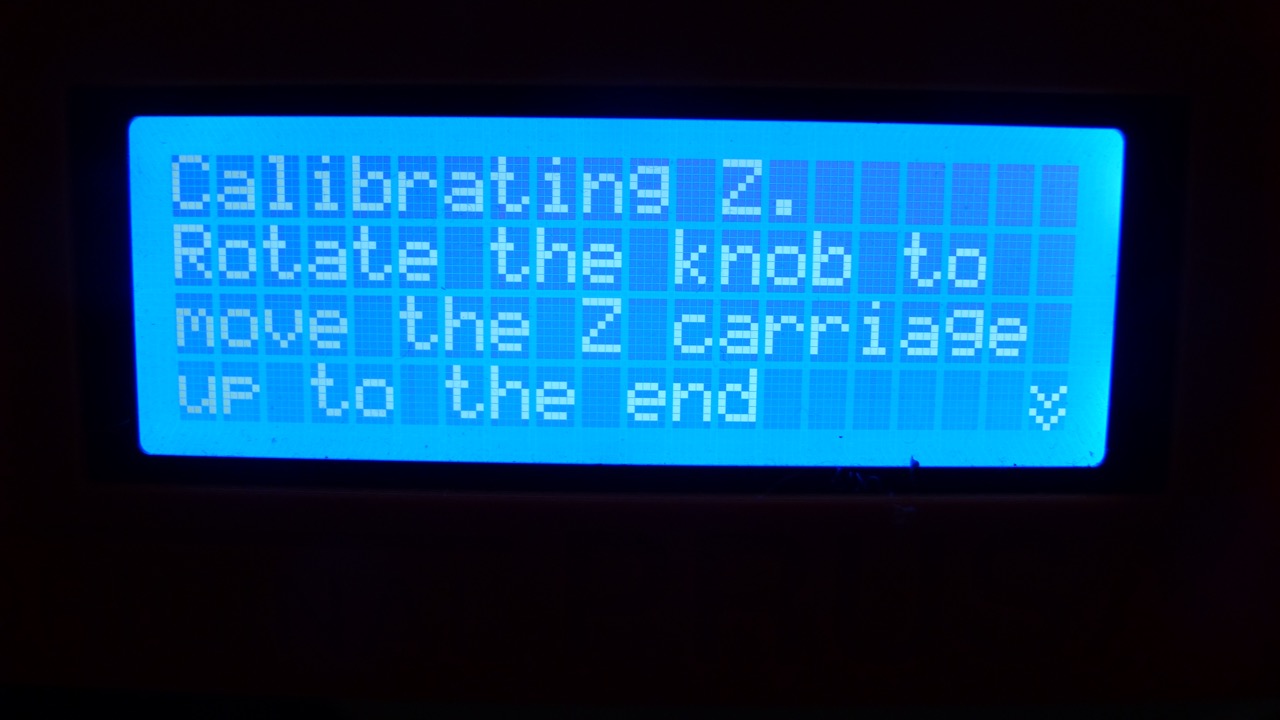 Calibrating Z.
Rotate the knob to
move the Z carriage
up to the end